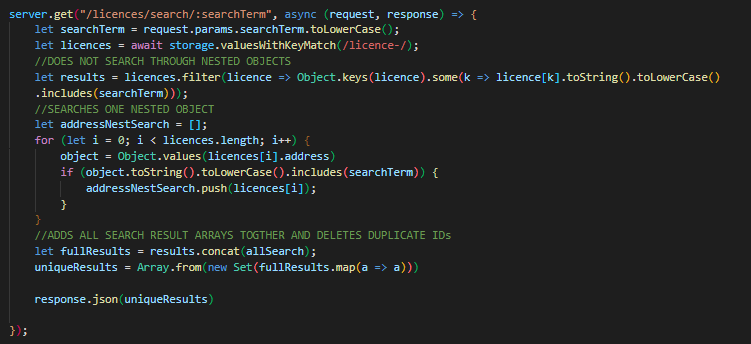 server.get("/licences/search/:searchTerm", async (request, response) => {
    let searchTerm = request.params.searchTerm.toLowerCase();
    let licences = await storage.valuesWithKeyMatch(/licence-/);
    //DOES NOT SEARCH THROUGH NESTED OBJECTS
    let results = licences.filter(licence => Object.keys(licence).some(k => licence[k].toString().toLowerCase()
    .includes(searchTerm)));
    //SEARCHES ONE NESTED OBJECT
    let addressNestSearch = [];
    for (let i = 0; i < licences.length; i++) {
        object = Object.values(licences[i].address)
        if (object.toString().toLowerCase().includes(searchTerm)) {
            addressNestSearch.push(licences[i]);
        }
    }
    //ADDS ALL SEARCH RESULT ARRAYS TOGTHER AND DELETES DUPLICATE IDs
    let fullResults = results.concat(allSearch);
    uniqueResults = Array.from(new Set(fullResults.map(a => a)))
    response.json(uniqueResults)
});